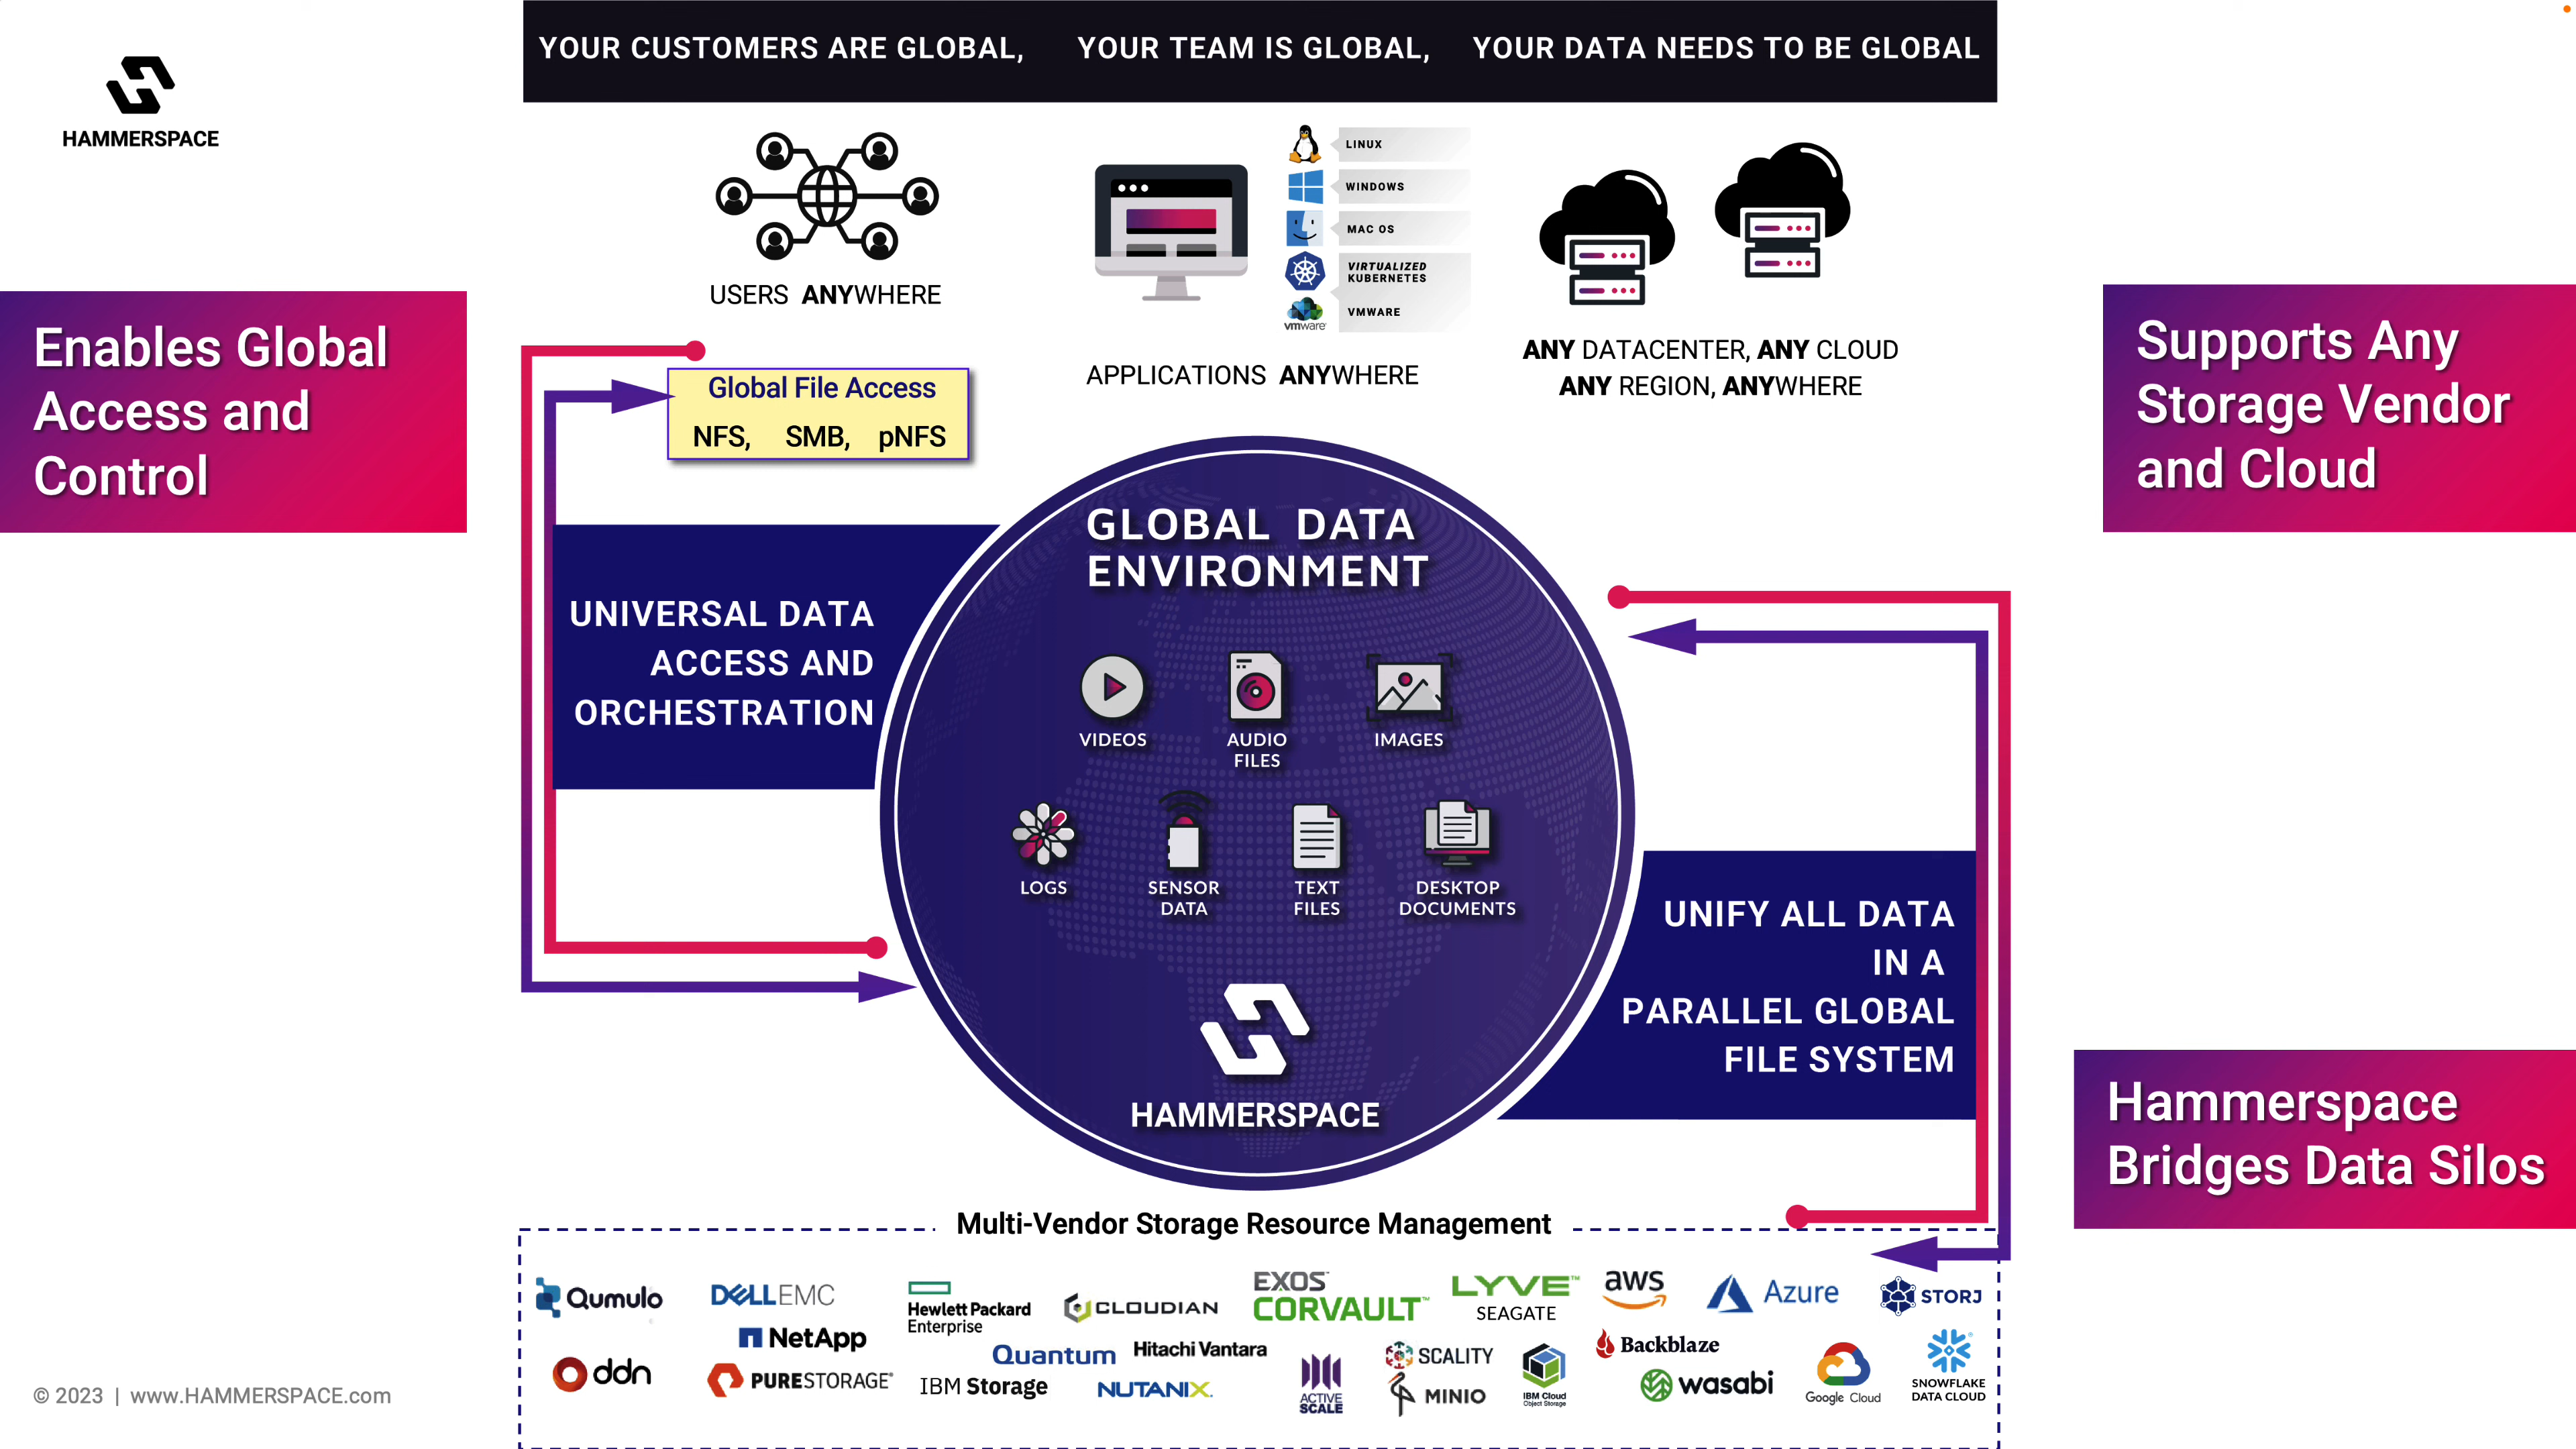 YOUR CUSTOMERS ARE GLOBAL, YOUR TEAM IS GLOBAL, YOUR DATA NEEDS TO BE GLOBAL
HAMMERSPACE
LINUX
WINDOWS
MAC OS
VIRTUALIZED
KUBERNETES
vmware
VMWARE
USERS ANYWHERE
APPLICATIONS ANYWHERE
ANY DATACENTER, ANY CLOUD
ANY REGION, ANYWHERE
Enables Global
Access and
Control
Supports Any
Storage Vendor
and Cloud
Global File Access
NFS, SMB, pNFS
GLOBAL DATA
ENVIRONMENT
UNIVERSAL DATA
ACCESS AND
ORCHESTRATION
VIDEOS
AUDIO
FILES
IMAGES
LOGS
SENSOR
DATA
TEXT
FILES
DESKTOP
DOCUMENTS
HAMMERSPACE
UNIFY ALL DATA
IN A
PARALLEL GLOBAL
FILE SYSTEM
Hammerspace
Bridges Data Silos
Multi-Vendor Storage Resource Management
Qumulo
DELLEMC
Hewlett Packard
Enterprise
CLOUDIAN
EXOS
CORVAULT™
LYVE™
SEAGATE
aws
Azure
STORJ
NetApp
Quantum
Hitachi Vantara
SCALITY
Backblaze
ddn
PURESTORAGE®
IBM Storage
NUTANIX.
ACTIVE
SCALE
MINIO
IBM Cloud
Object Storage
wasabi
Google Cloud
SNOWFLAKE
DATA CLOUD
© 2023 | www.HAMMERSPACE.com